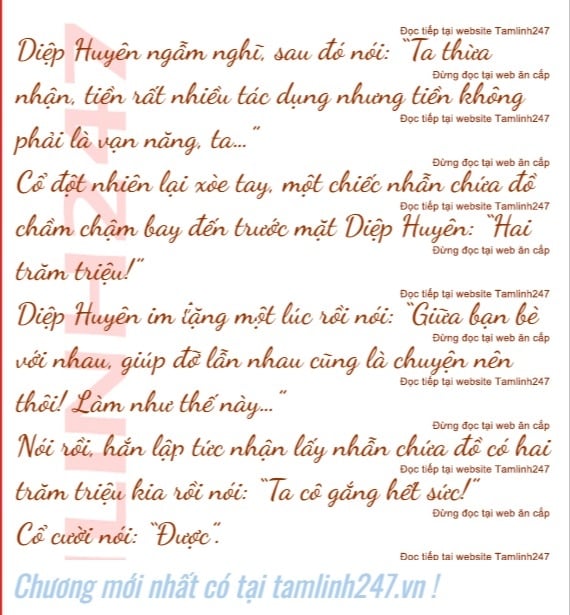 Đọc tiếp tại website Tamlinh247
Diệp Huyên ngẫm nghĩ, sau đó nói: “Ta thừa
Đừng đọc tại web ăn cắp
nhận, tiền rất nhiều tác dụng nhưng tiền không
Đọc tiếp tại website Tamlinh247
phải là vạn năng, ta...”
Đừng đọc tại web ăn cắp
Cổ đột nhiên lại xòe tay, một chiếc nhẫn chứa đồ
Đọc tiếp tại website Tamlinh247
chầm chậm bay đến trước mặt Diệp Huyên: “Hai
Đừng đọc tại web ăn cắp
trăm triệu!”
Đọc tiếp tại website Tamlinh247
Diệp Huyên im lặng một lúc rồi nói: “Giữa bạn bè
Đừng đọc tại web ăn cắp
với nhau, giúp đỡ lẫn nhau cũng là chuyện nên
Đọc tiếp tại website Tamlinh247
thôi! Làm như thế này...”
Đừng đọc tại web ăn cắp
Nói rồi, hắn lập tức nhận lấy nhẫn chứa đồ có hai
Đọc tiếp tại website Tamlinh247
trăm triệu kia rồi nói: “Ta cô gắng hết sức!”
Đừng đọc tại web ăn cắp
Cổ cười nói: “Được”.
Đọc tiếp tại website Tamlinh247
LINH247
Chương mới nhất có tại tamlinh247.vn !